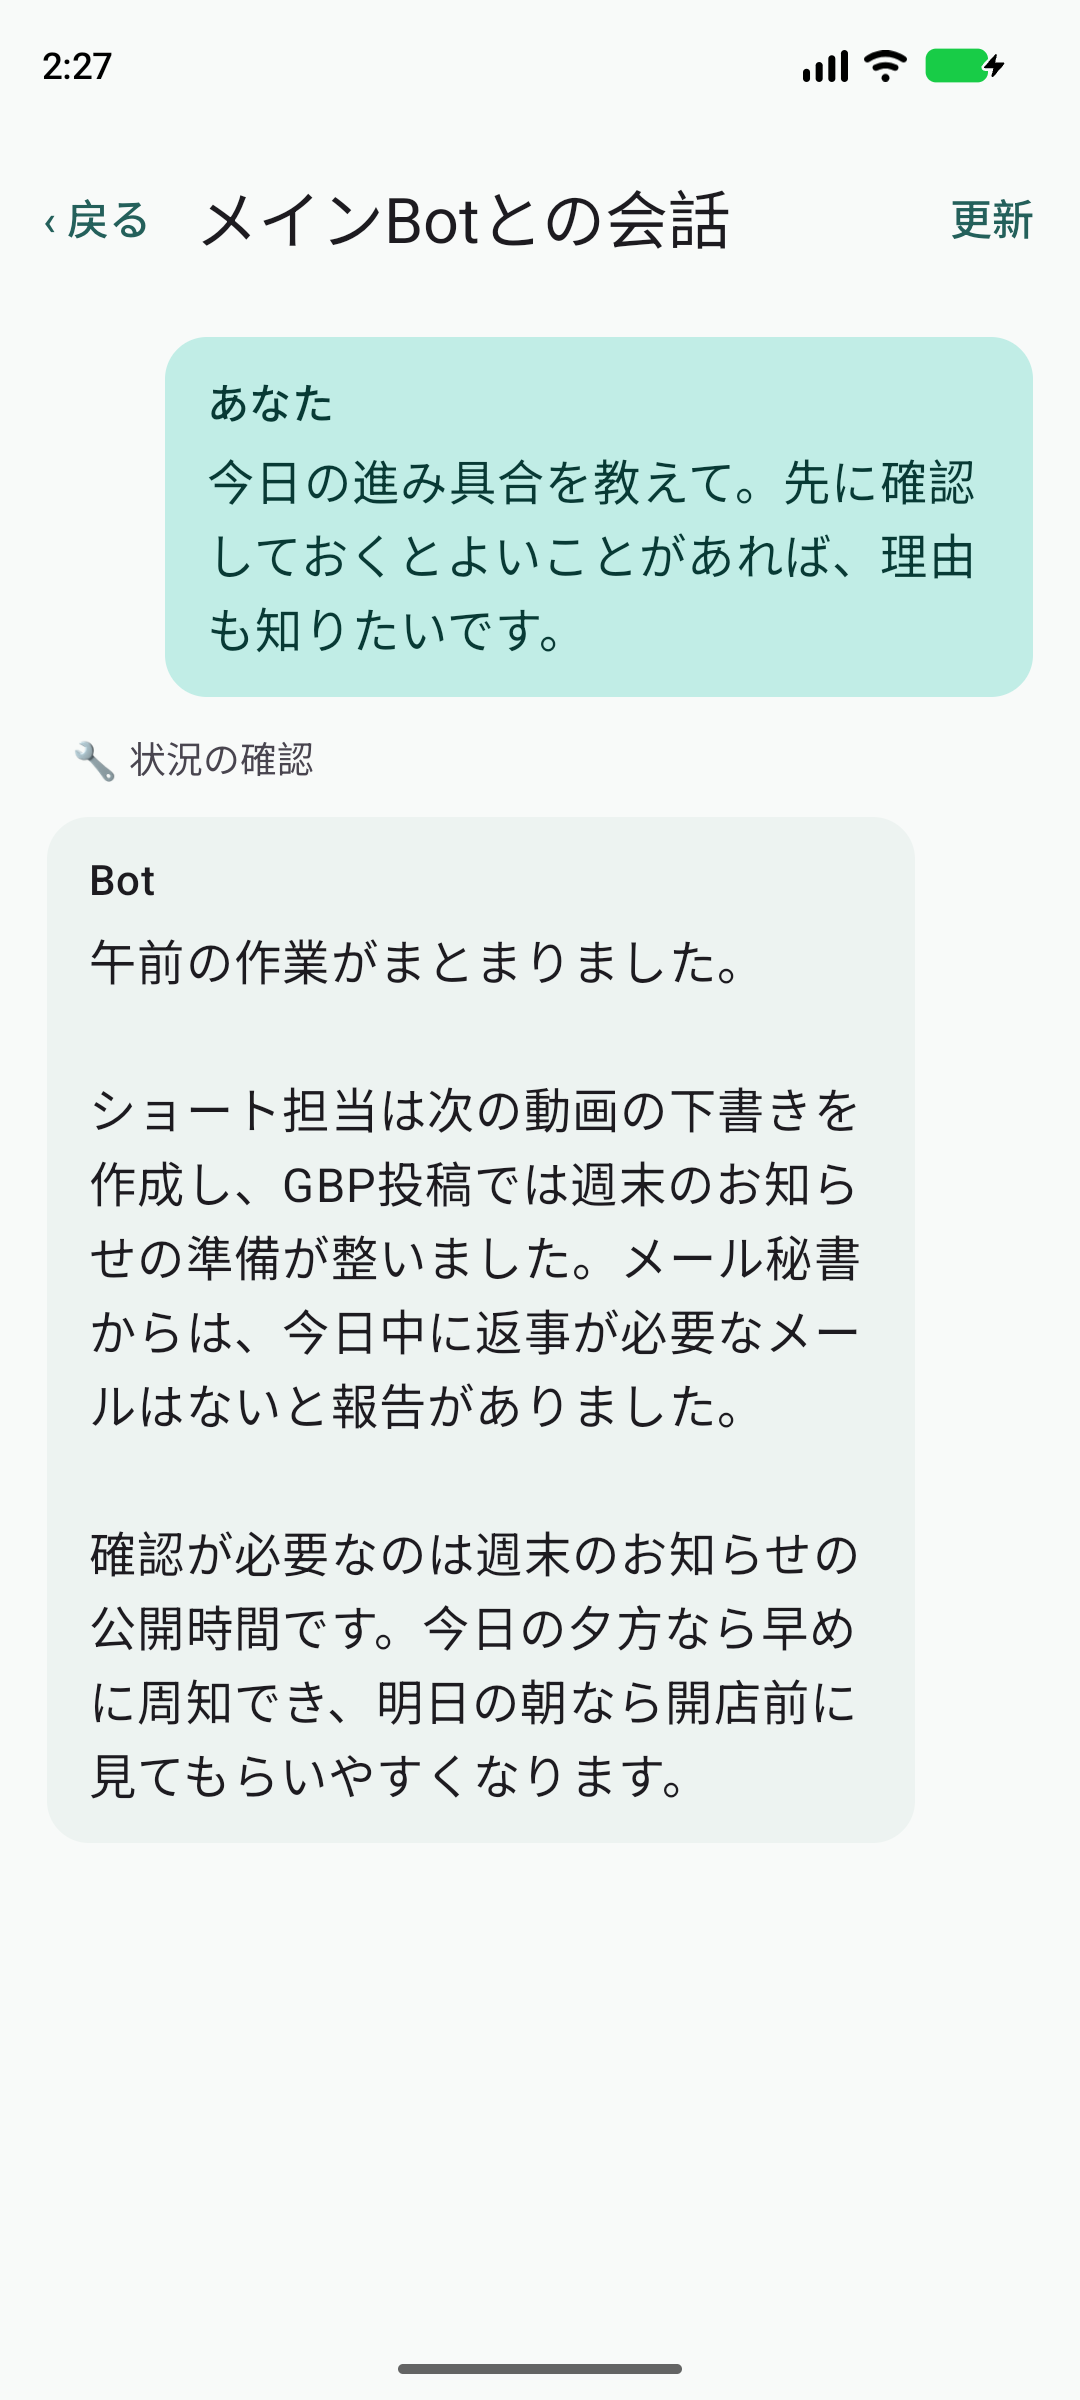 2:27
‹ 戻る メインBotとの会話 更新
あなた
今日の進み具合を教えて。先に確認
しておくとよいことがあれば、理由
も知りたいです。
🔧 状況の確認
Bot
午前の作業がまとまりました。
ショート担当は次の動画の下書きを
作成し、GBP投稿では週末のお知ら
せの準備が整いました。メール秘書
からは、今日中に返事が必要なメー
ルはないと報告がありました。
確認が必要なのは週末のお知らせの
公開時間です。今日の夕方なら早め
に周知でき、明日の朝なら開店前に
見てもらいやすくなります。